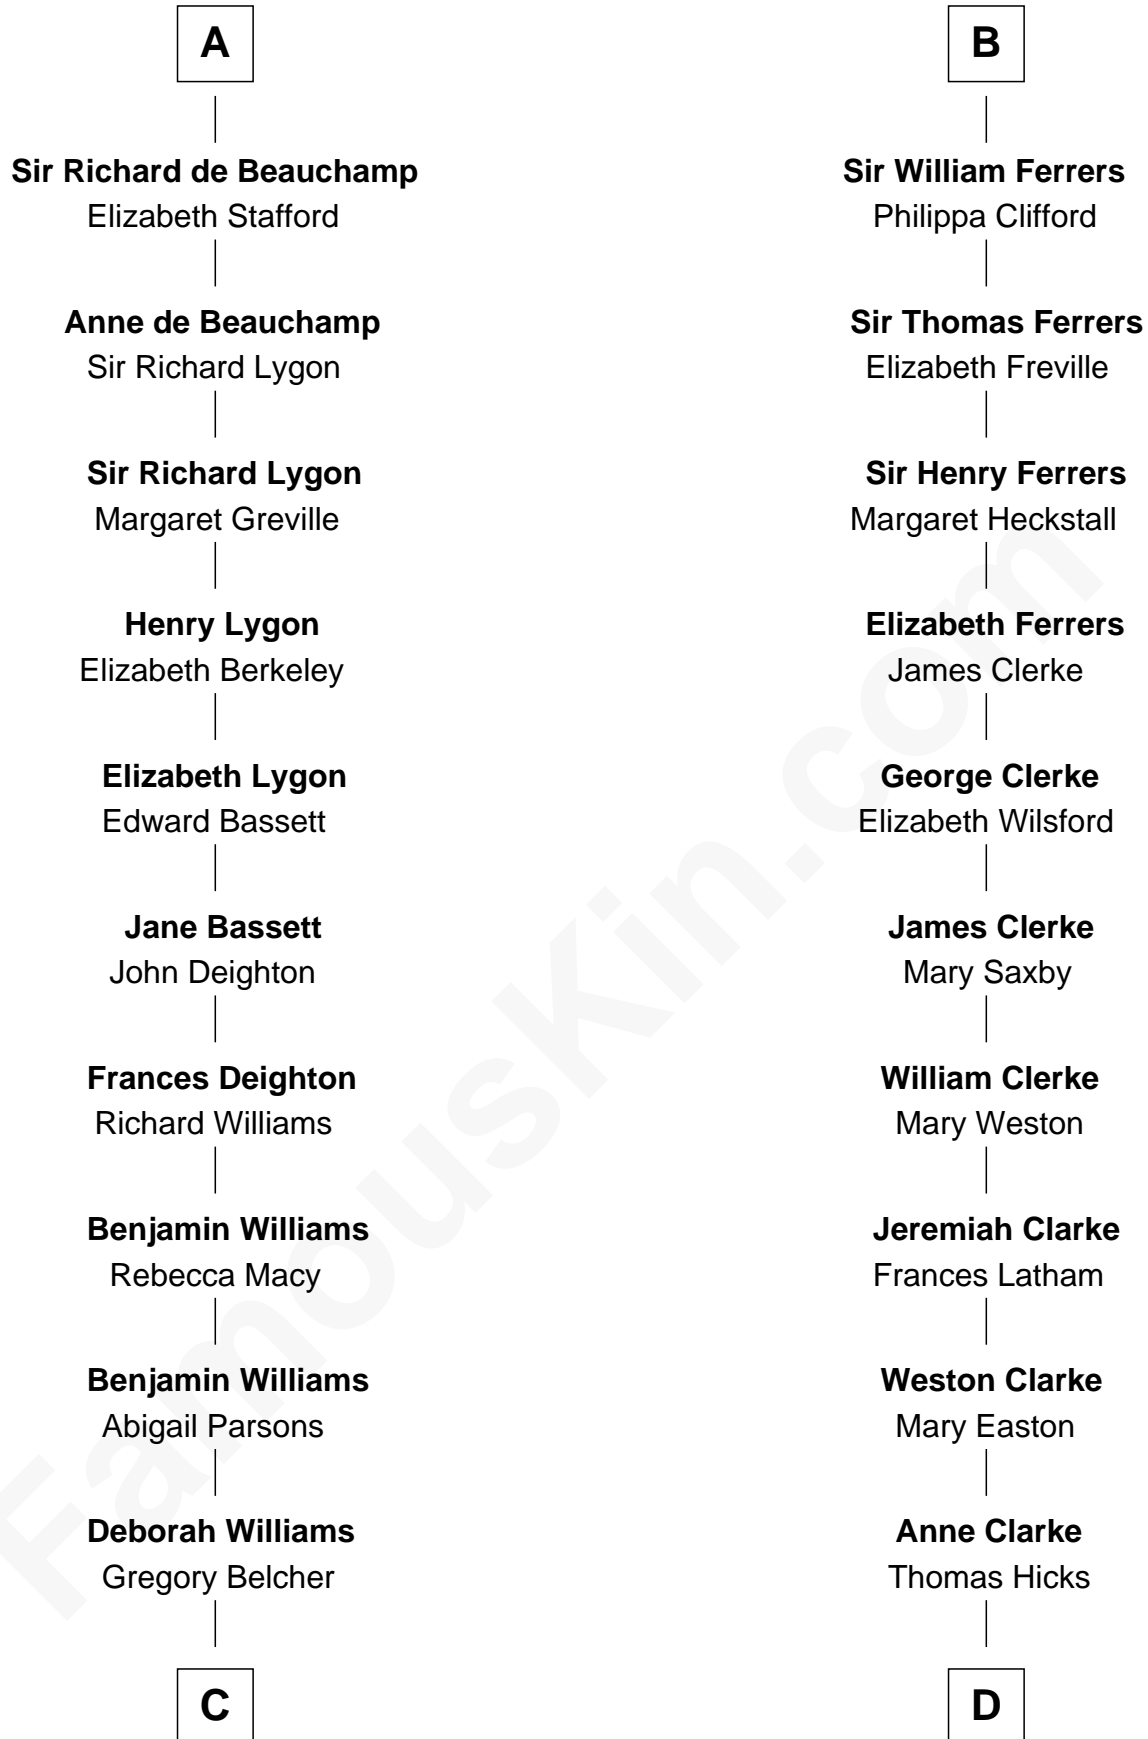 A
Sir Richard de Beauchamp
Elizabeth Stafford
Anne de Beauchamp
Sir Richard Lygon
Sir Richard Lygon
Margaret Greville
Henry Lygon
Elizabeth Berkeley
Elizabeth Lygon
Edward Bassett
Jane Bassett
John Deighton
Frances Deighton
Richard Williams
Benjamin Williams
Rebecca Macy
Benjamin Williams
Abigail Parsons
Deborah Williams
Gregory Belcher
C
B
Sir William Ferrers
Philippa Clifford
Sir Thomas Ferrers
Elizabeth Freville
Sir Henry Ferrers
Margaret Heckstall
Elizabeth Ferrers
James Clerke
George Clerke
Elizabeth Wilsford
James Clerke
Mary Saxby
William Clerke
Mary Weston
Jeremiah Clarke
Frances Latham
Weston Clarke
Mary Easton
Anne Clarke
Thomas Hicks
D
FamousKin.com